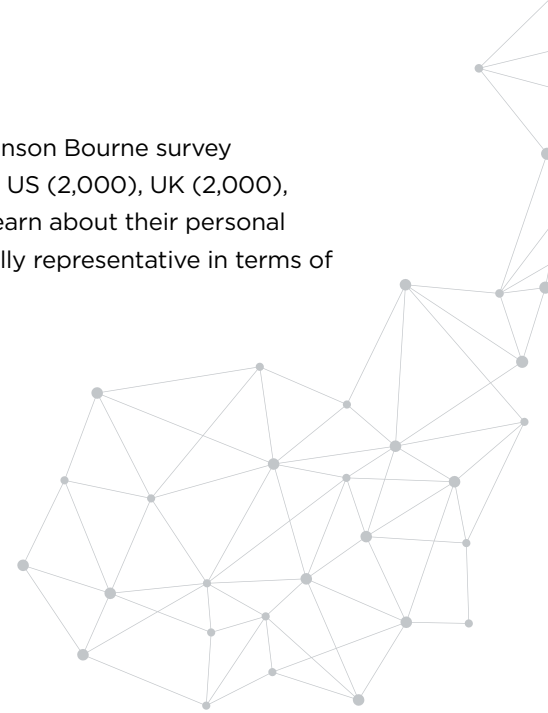 nson Bourne survey
US (2,000), UK (2,000),
earn about their personal
lly representative in terms of